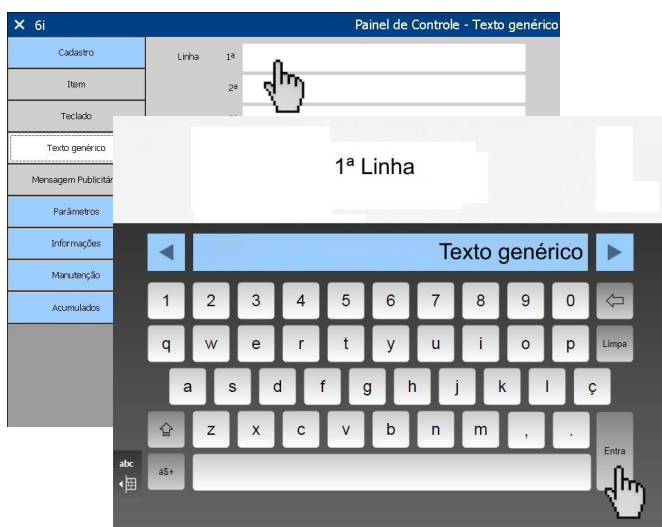 ✕ 6i Painel de Controle - Texto genérico
Cadastro
Item
Teclado
Texto genérico
Mensagem Publicitár
Parâmetros
Informações
Manutenção
Acumulados
Linha 1ª
2ª
1ª Linha
Texto genérico
1 2 3 4 5 6 7 8 9 0
q w e r t y u i o p Limpa
a s d f g h j k l ç
z x c v b n m , .
Entra
abc
á$+